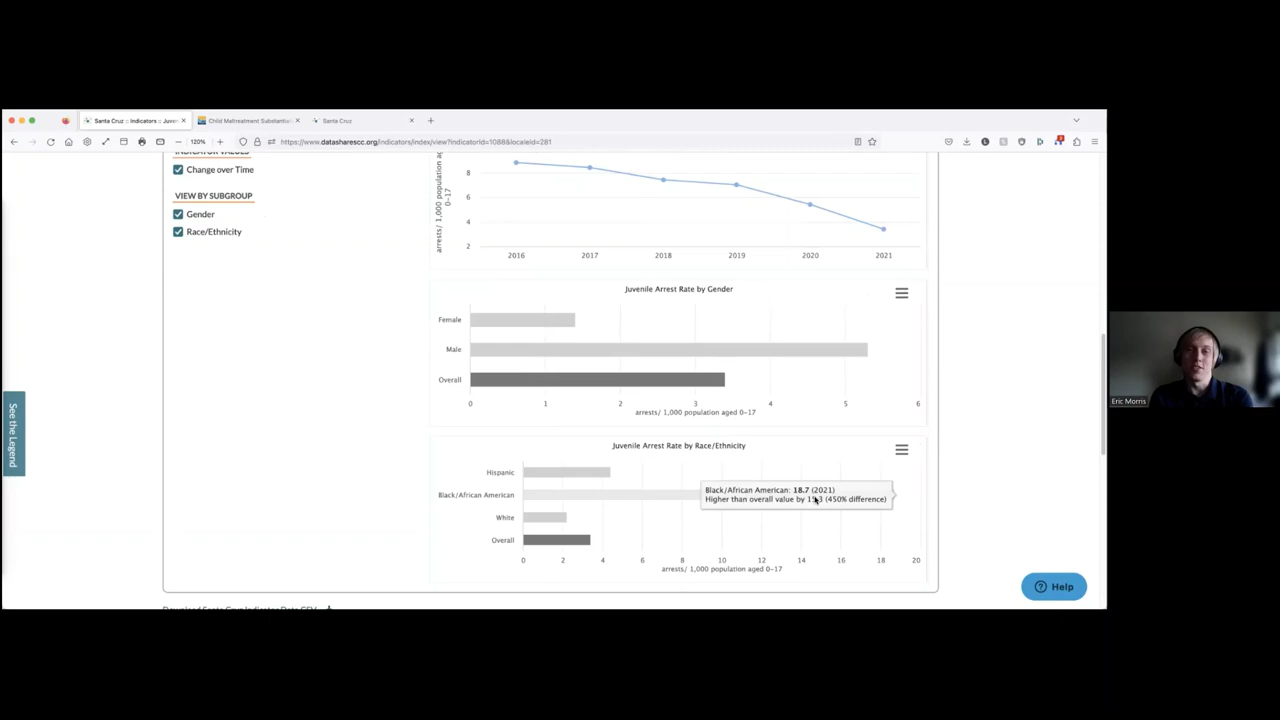 Santa Cruz :: Indicators :: Juve
Child Maltreatment Substantia
Santa Cruz
120%
https://www.datasharescc.org/indicators/index/view?indicatorId=1088&localeId=281
INDICATOR VALUES
Change over Time
VIEW BY SUBGROUP
Gender
Race/Ethnicity
See the Legend
arrests/ 1,000 population ag
0-17
8
6
4
2
2016 2017 2018 2019 2020 2021
Juvenile Arrest Rate by Gender
Female
Male
Overall
0 1 2 3 4 5 6
arrests/ 1,000 population aged 0-17
Juvenile Arrest Rate by Race/Ethnicity
Hispanic
Black/African American
White
Overall
Black/African American: 18.7 (2021)
Higher than overall value by (450% difference)
0 2 4 6 8 10 12 14 16 18 20
arrests/ 1,000 population aged 0-17
Help
Eric Morris